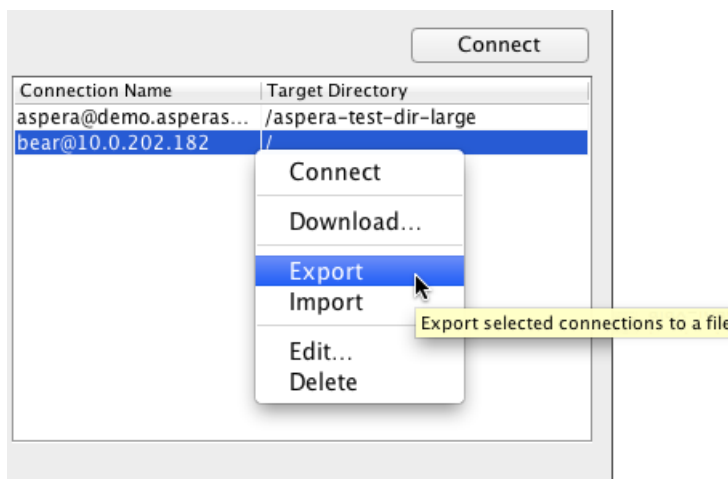 Connect
Connection Name Target Directory
aspera@demo.asperas... /aspera-test-dir-large
bear@10.0.202.182 /
Connect
Download...
Export
Import
Export selected connections to a file
Edit...
Delete